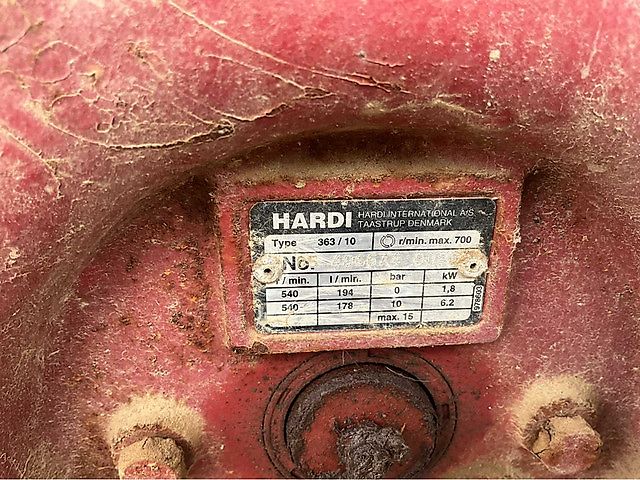 HARDI HARDI INTERNATIONAL A/S
TAASTRUP DENMARK
Type 363 / 10 r/min. max. 700
No.
/ min. l / min. bar kW
540 194 0 1,8
540 178 10 6.2
max. 15
978603